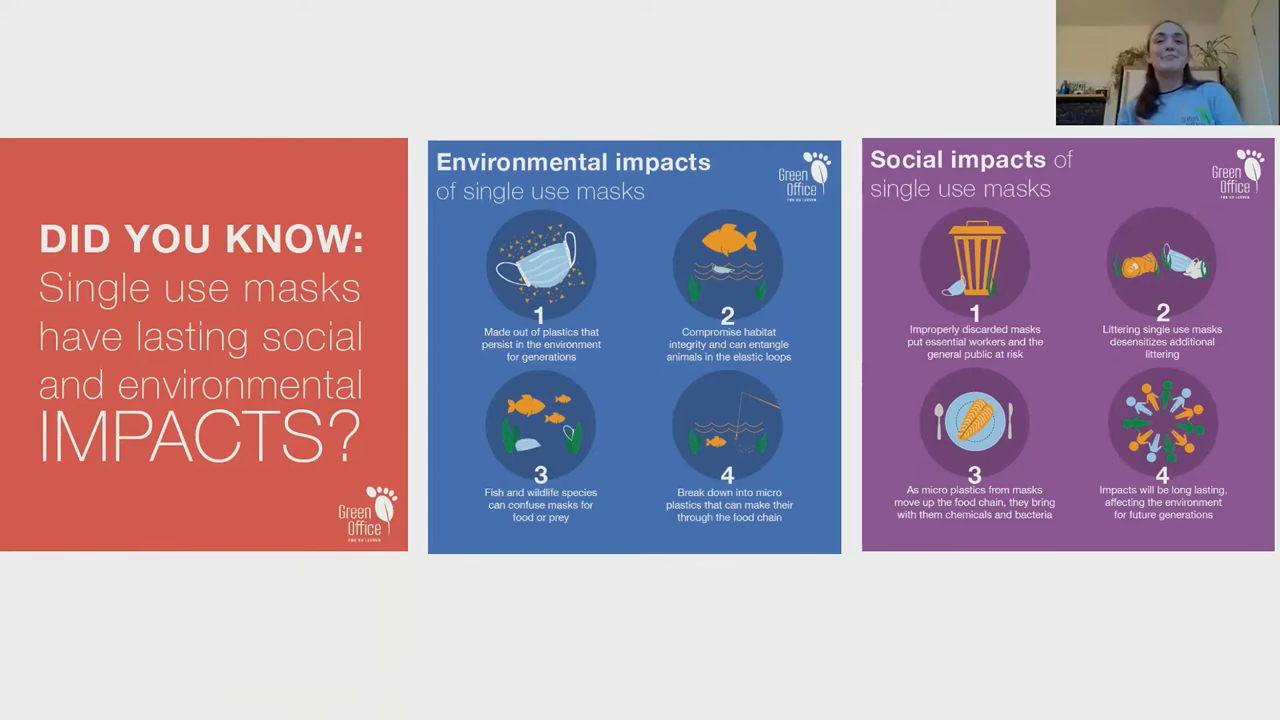 DID YOU KNOW:
Single use masks
have lasting social
and environmental
IMPACTS?
Green
Office
Environmental impacts
of single use masks
Green
Office
1
Made out of plastics that
persist in the environment
for generations
2
Compromise habitat
integrity and can entangle
animals in the elastic loops
3
Fish and wildlife species
can confuse masks for
food or prey
4
Break down into micro
plastics that can make their
through the food chain
Social impacts of
single use masks
Green
Office
1
Improperly discarded masks
put essential workers and the
general public at risk
2
Littering single use masks
desensitizes additional
littering
3
As micro plastics from masks
move up the food chain, they bring
with them chemicals and bacteria
4
Impacts will be long lasting,
affecting the environment
for future generations